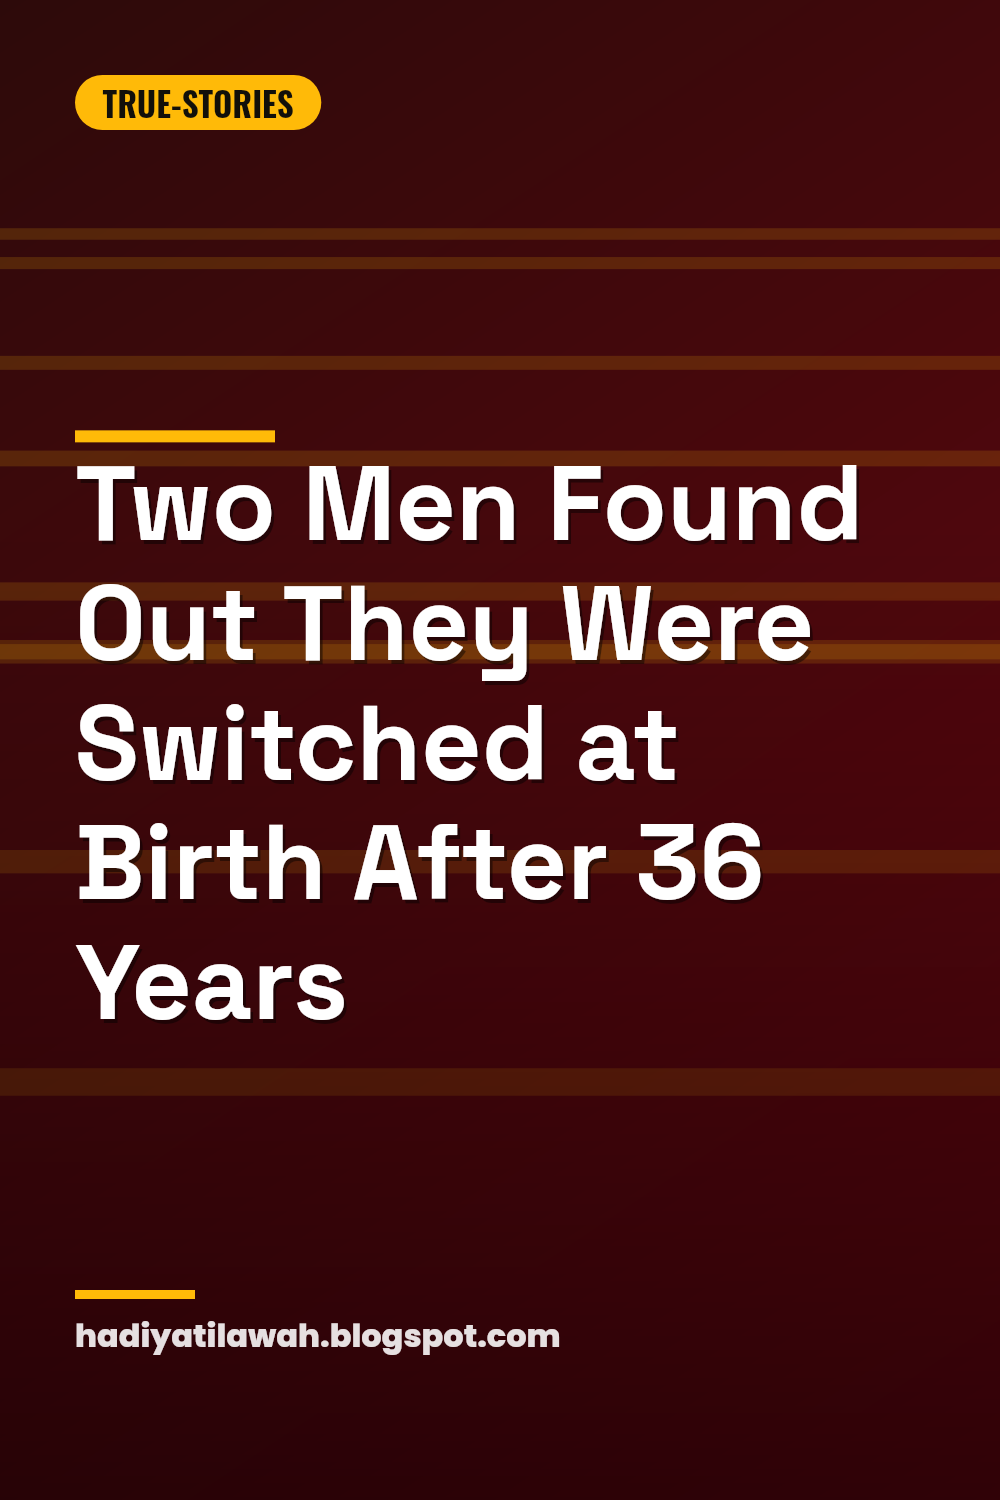 TRUE-STORIES
Two Men Found
Out They Were
Switched at
Birth After 36
Years
hadiyatilawah.blogspot.com